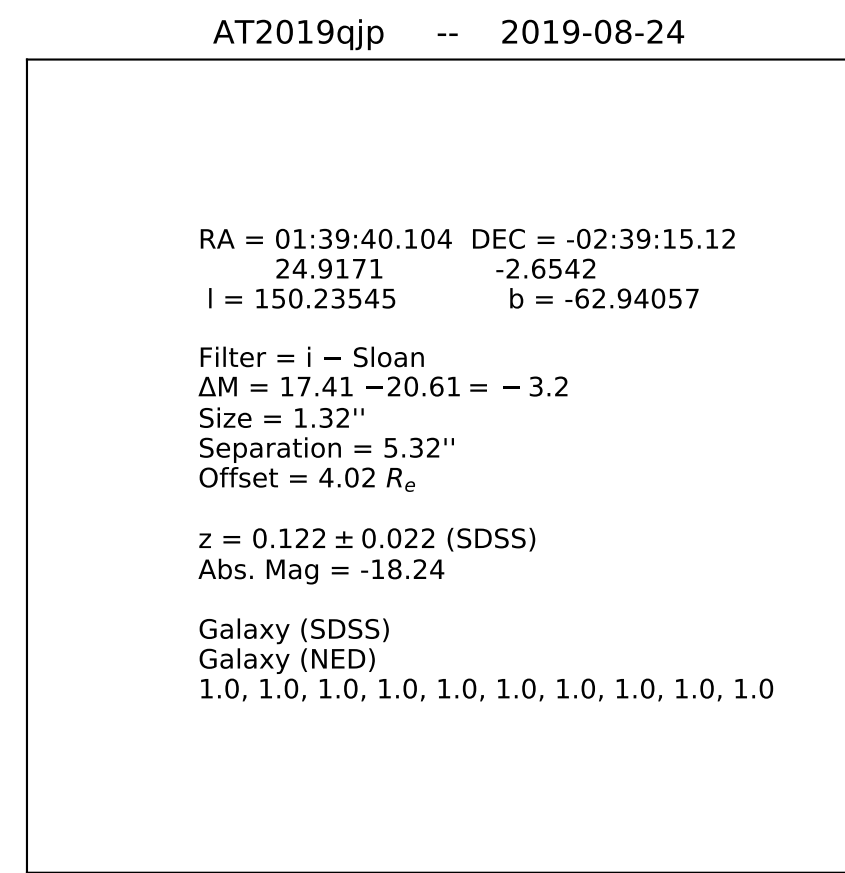 AT2019qjp -- 2019-08-24
RA = 01:39:40.104 DEC = -02:39:15.12
24.9171 -2.6542
l = 150.23545 b = -62.94057
Filter = i − Sloan
ΔM = 17.41 −20.61 = − 3.2
Size = 1.32''
Separation = 5.32''
Offset = 4.02 Rₑ
z = 0.122 ± 0.022 (SDSS)
Abs. Mag = -18.24
Galaxy (SDSS)
Galaxy (NED)
1.0, 1.0, 1.0, 1.0, 1.0, 1.0, 1.0, 1.0, 1.0, 1.0